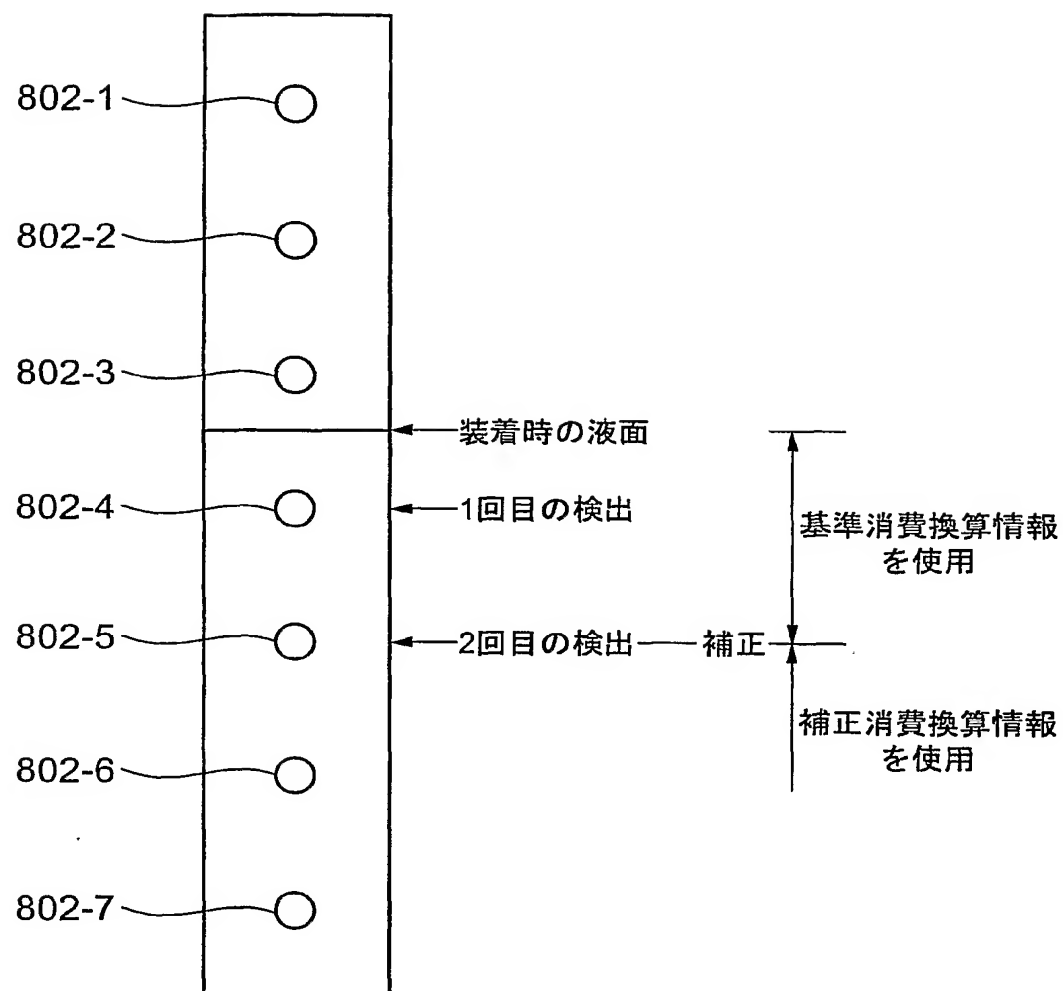 802-1
802-2
802-3
装着時の液面
802-4
1回目の検出
基準消費換算情報
を使用
802-5
2回目の検出
補正
補正消費換算情報
を使用
802-6
802-7